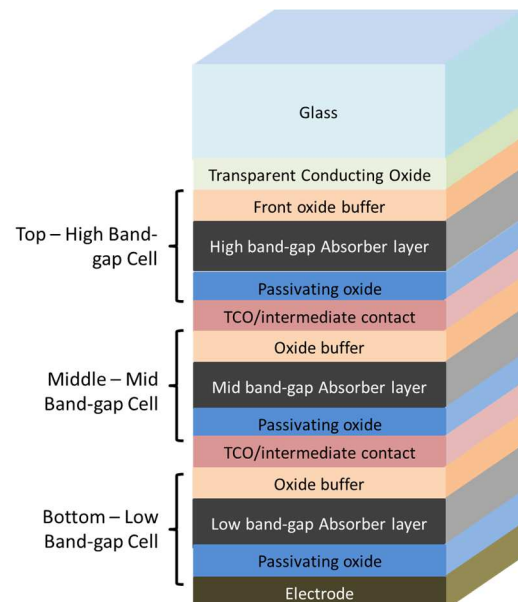 Glass
Transparent Conducting Oxide
Front oxide buffer
Top – High Band-
gap Cell
High band-gap Absorber layer
Passivating oxide
TCO/intermediate contact
Oxide buffer
Middle – Mid
Band-gap Cell
Mid band-gap Absorber layer
Passivating oxide
TCO/intermediate contact
Oxide buffer
Bottom – Low
Band-gap Cell
Low band-gap Absorber layer
Passivating oxide
Electrode